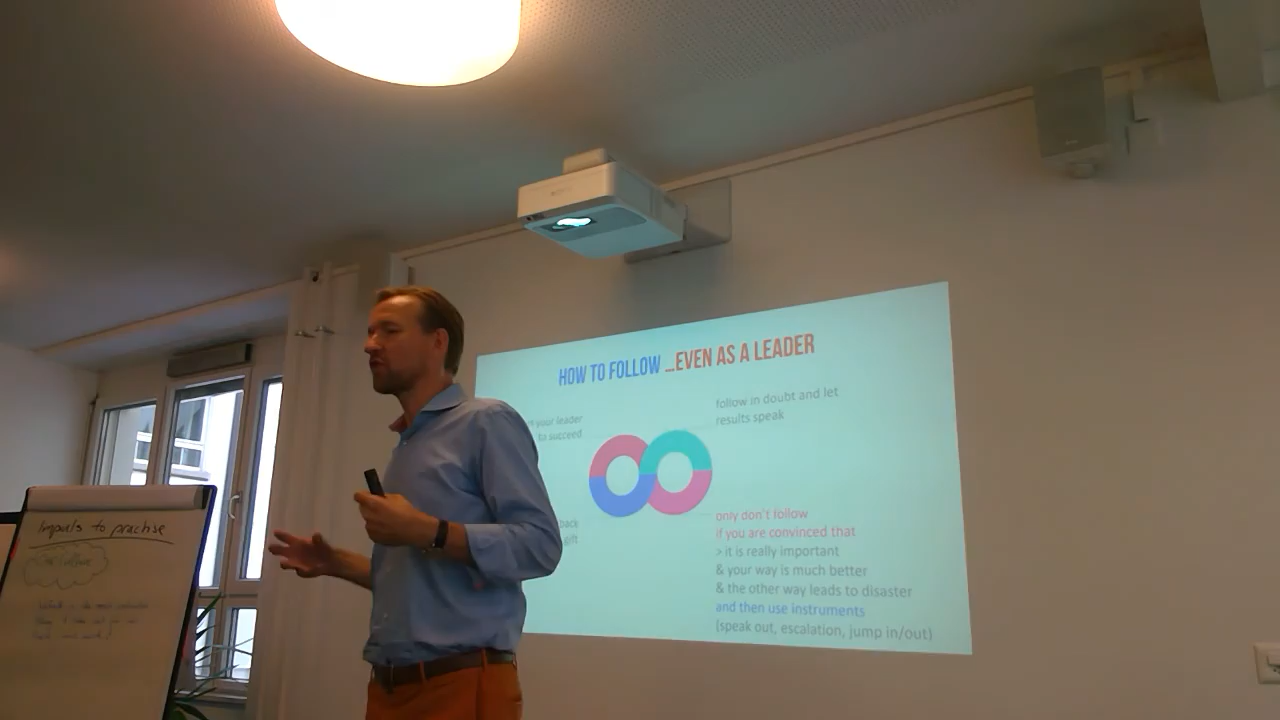 HOW TO FOLLOW ...EVEN AS A LEADER
your leader
to succeed
follow in doubt and let
results speak
only don't follow
if you are convinced that
> it is really important
& your way is much better
& the other way leads to disaster
and then use instruments
(speak out, escalation, jump in/out)
Impuls to practise